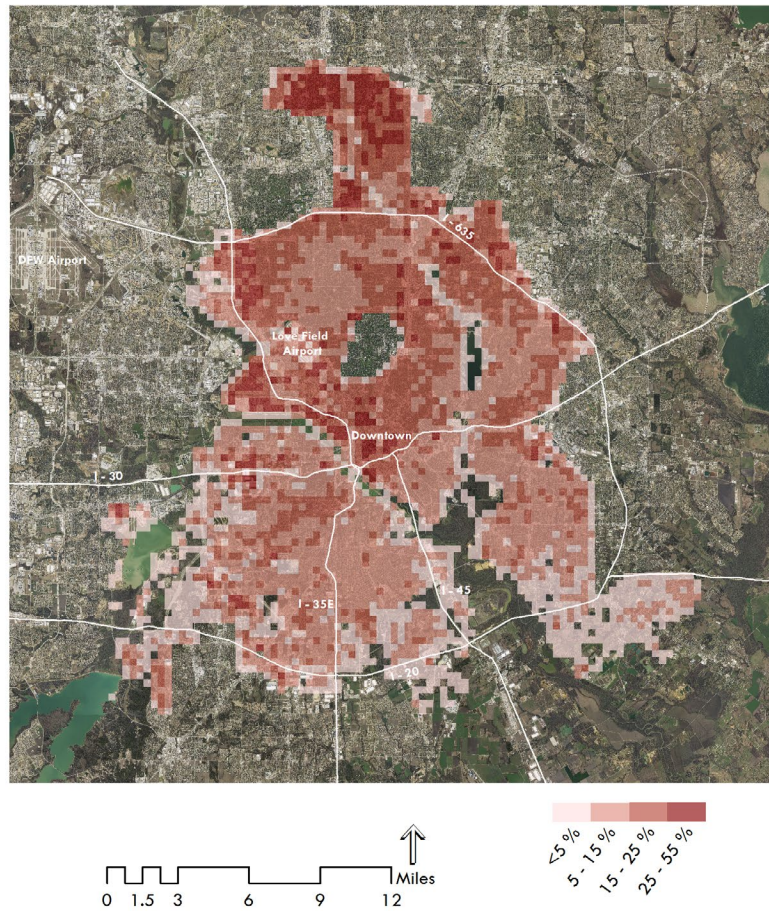 I - 635
DFW Airport
Love Field
Airport
Downtown
I - 30
I - 35E
I - 45
I - 20
Miles
0 1.5 3 6 9 12
<5 %
5 - 15 %
15 - 25 %
25 - 55 %